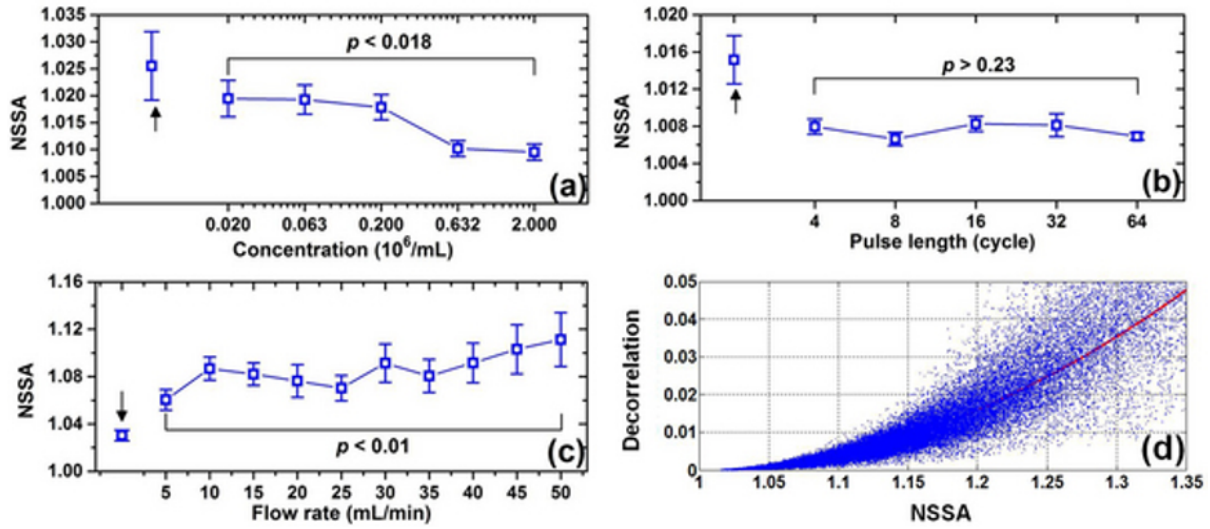 1.035
1.030
1.025
1.020
1.015
1.010
1.005
1.000
NSSA
p < 0.018
(a)
0.020 0.063 0.200 0.632 2.000
Concentration (10⁶/mL)
1.020
1.016
1.012
1.008
1.004
1.000
NSSA
p > 0.23
(b)
4 8 16 32 64
Pulse length (cycle)
1.16
1.12
1.08
1.04
1.00
NSSA
p < 0.01
(c)
5 10 15 20 25 30 35 40 45 50
Flow rate (mL/min)
0.05
0.04
0.03
0.02
0.01
0
Decorrelation
(d)
1 1.05 1.1 1.15 1.2 1.25 1.3 1.35
NSSA